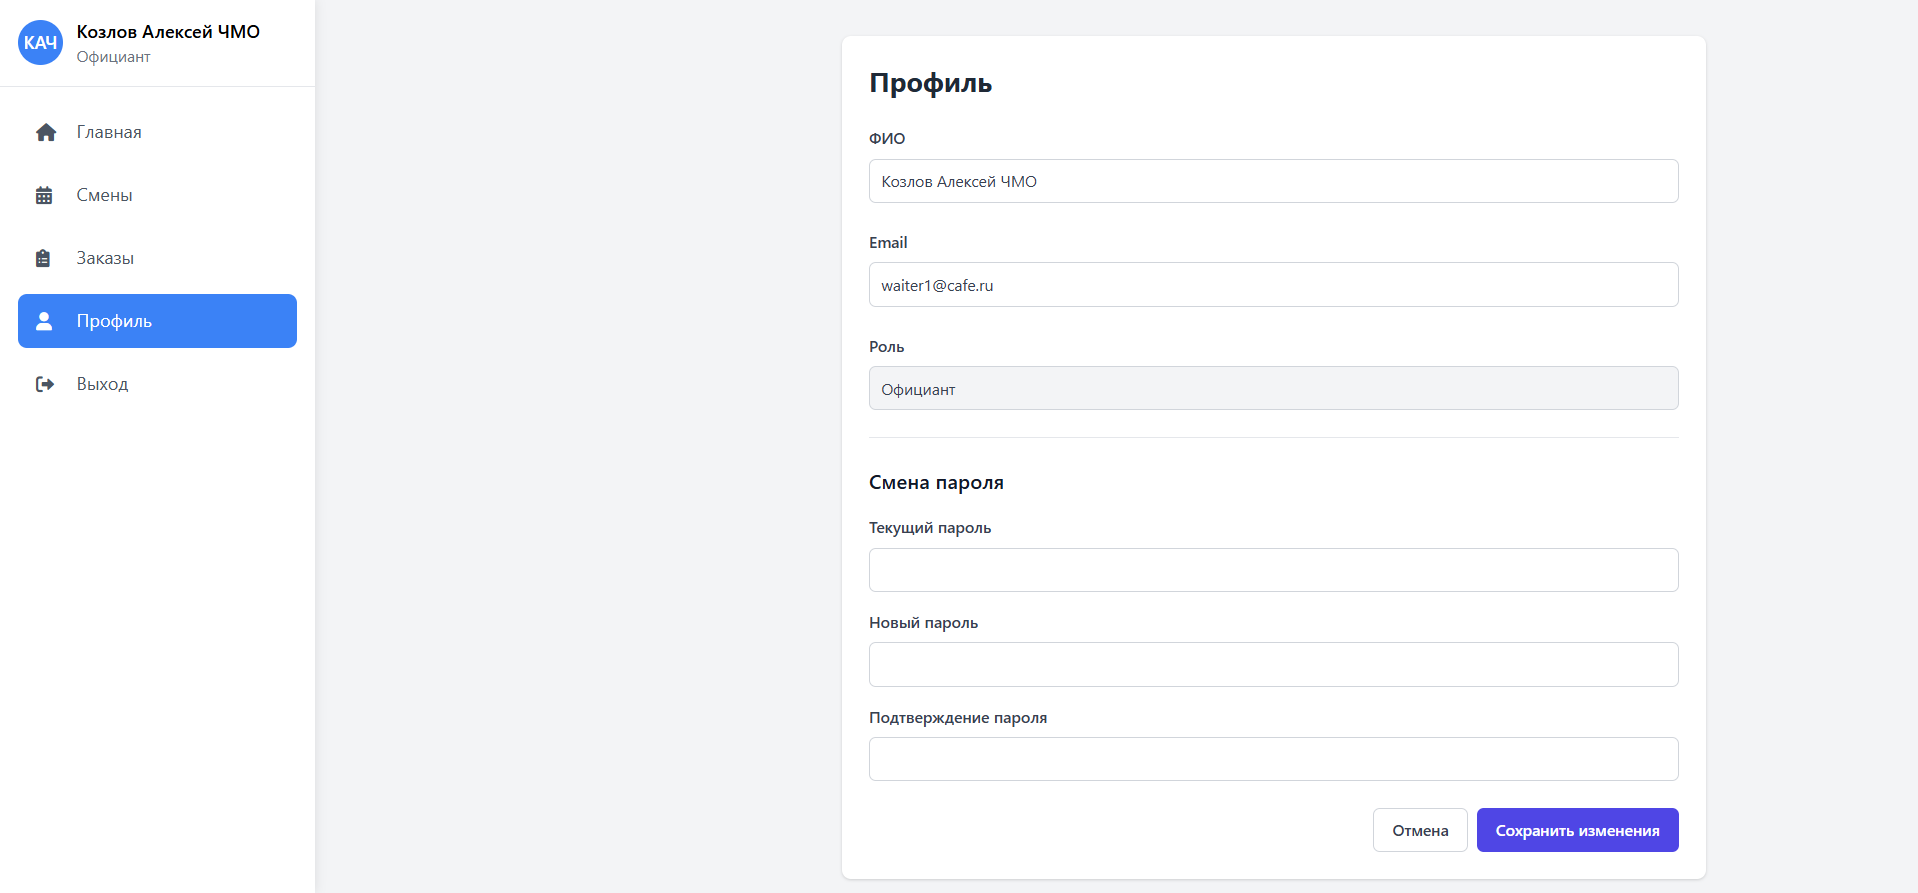 КАЧ
Козлов Алексей ЧМО
Официант
Главная
Смены
Заказы
Профиль
Выход
Профиль
ФИО
Козлов Алексей ЧМО
Email
waiter1@cafe.ru
Роль
Официант
Смена пароля
Текущий пароль
Новый пароль
Подтверждение пароля
Отмена
Сохранить изменения